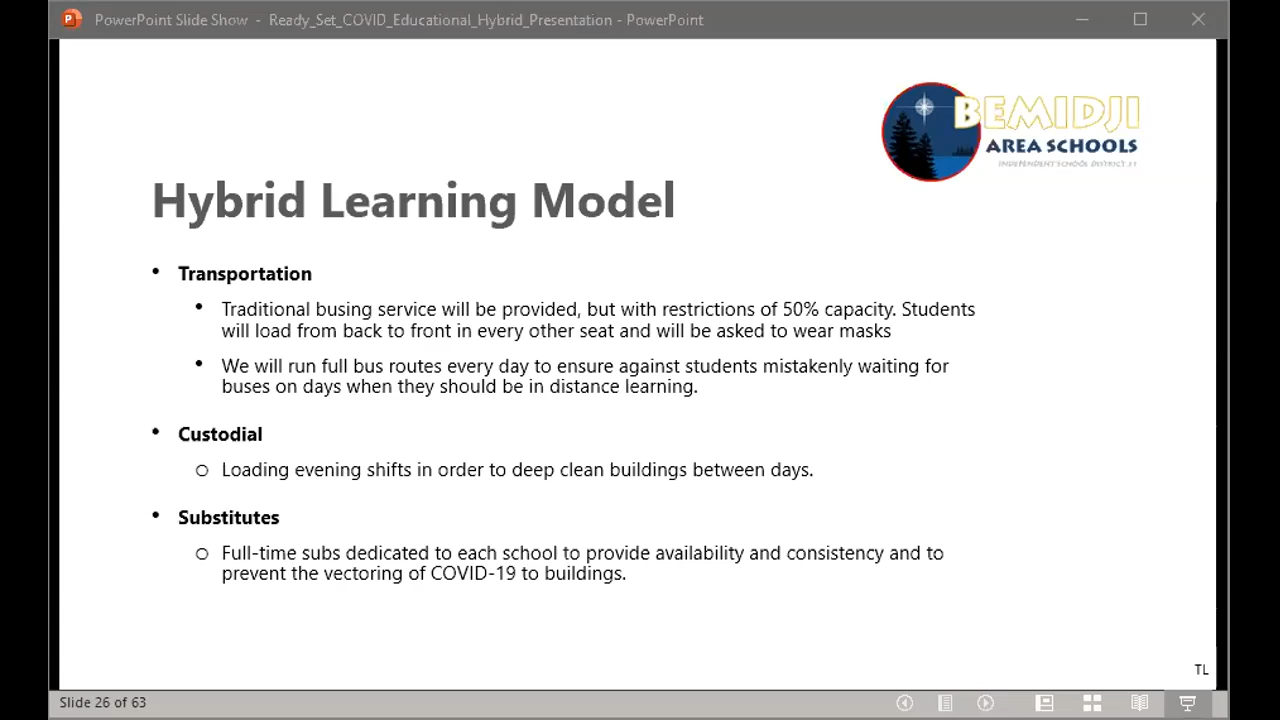 PowerPoint Slide Show - Ready_Set_COVID_Educational_Hybrid_Presentation - PowerPoint
BEMIDJI
AREA SCHOOLS
INDEPENDENT SCHOOL DISTRICT 31
Hybrid Learning Model
• Transportation
• Traditional busing service will be provided, but with restrictions of 50% capacity. Students
will load from back to front in every other seat and will be asked to wear masks
• We will run full bus routes every day to ensure against students mistakenly waiting for
buses on days when they should be in distance learning.
• Custodial
o Loading evening shifts in order to deep clean buildings between days.
• Substitutes
o Full-time subs dedicated to each school to provide availability and consistency and to
prevent the vectoring of COVID-19 to buildings.
TL
Slide 26 of 63